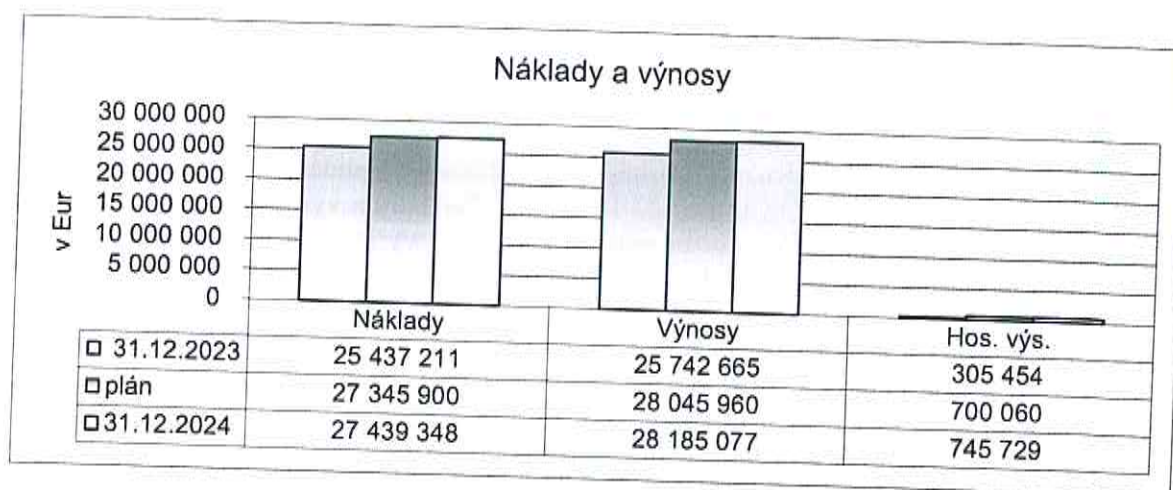 Náklady a výnosy
v Eur
30 000 000
25 000 000
20 000 000
15 000 000
10 000 000
5 000 000
0
Náklady Výnosy Hos. výs.
31.12.2023 25 437 211 25 742 665 305 454
plán 27 345 900 28 045 960 700 060
31.12.2024 27 439 348 28 185 077 745 729